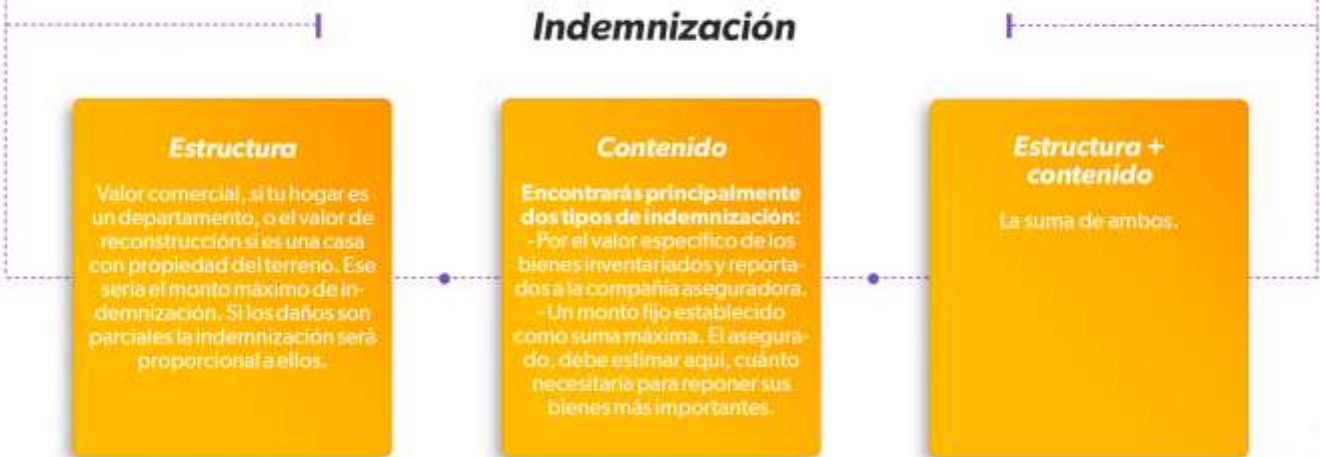 Indemnización
Estructura
Valor comercial, si tu hogar es
un departamento, o el valor de
reconstrucción si es una casa
con propiedad del terreno. Ese
sería el monto máximo de in-
demnización. Si los daños son
parciales la indemnización será
proporcional a ellos.
Contenido
Encontrarás principalmente
dos tipos de indemnización:
- Por el valor específico de los
bienes inventariados y reporta-
dos a la compañía aseguradora.
- Un monto fijo establecido
como suma máxima. El asegura-
do, debe estimar aquí, cuánto
necesitaría para reponer sus
bienes más importantes.
Estructura +
contenido
La suma de ambos.